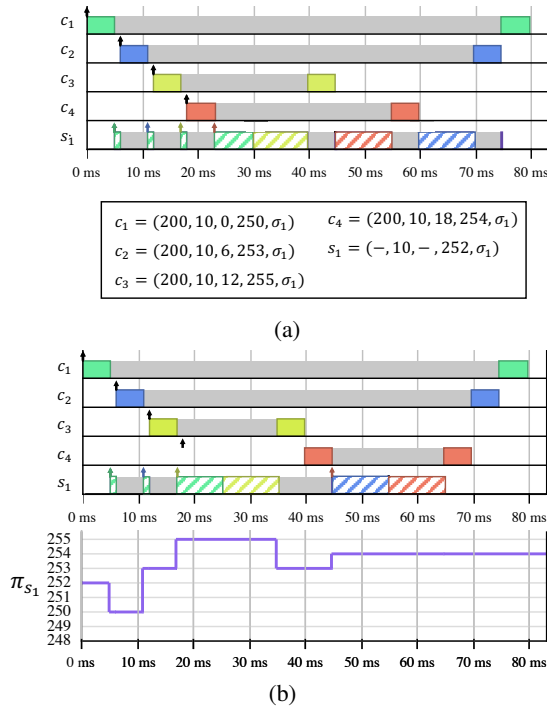 c₁
c₂
c₃
c₄
s₁
0 ms 10 ms 20 ms 30 ms 40 ms 50 ms 60 ms 70 ms 80 ms
c₁ = (200, 10, 0, 250, σ₁) c₄ = (200, 10, 18, 254, σ₁)
c₂ = (200, 10, 6, 253, σ₁) s₁ = (−, 10, −, 252, σ₁)
c₃ = (200, 10, 12, 255, σ₁)
(a)
c₁
c₂
c₃
c₄
s₁
0 ms 10 ms 20 ms 30 ms 40 ms 50 ms 60 ms 70 ms 80 ms
255
254
253
252
251
250
249
248
π_{s₁}
0 ms 10 ms 20 ms 30 ms 40 ms 50 ms 60 ms 70 ms 80 ms
(b)